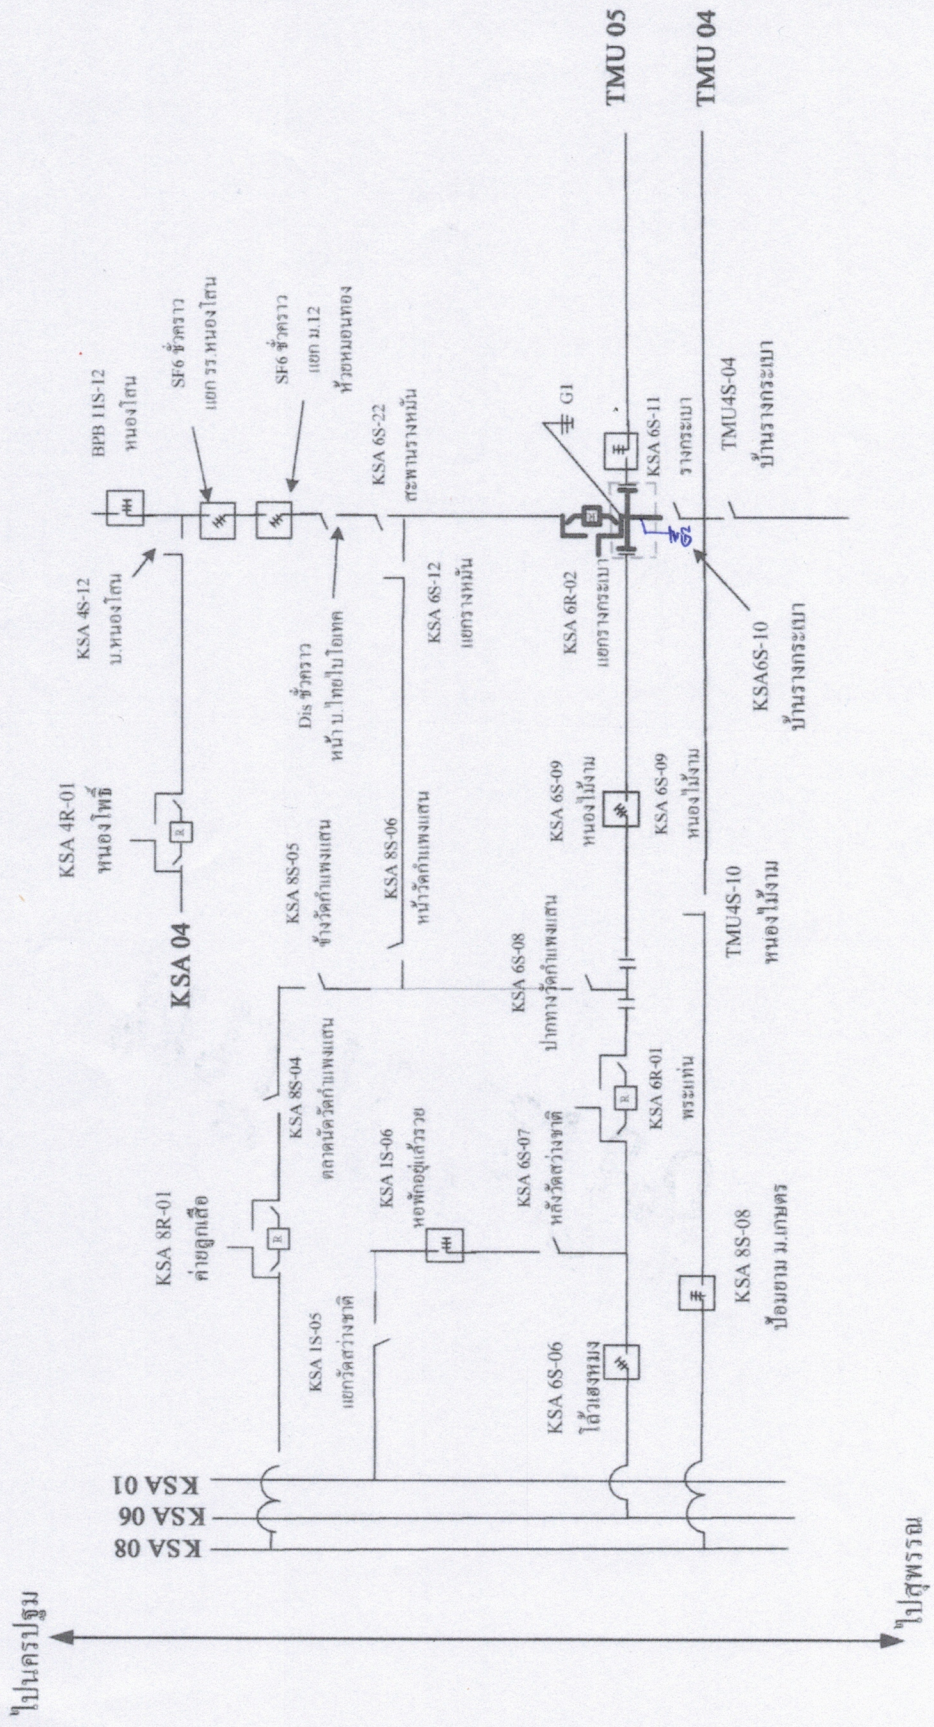 ไปนครปฐม
ไปสุพรรณ
KSA 08
KSA 06
KSA 01
KSA 8R-01
ค่ายลูกเสือ
KSA 8S-04
ตลาดนัดวัดกำแพงแสน
KSA 8S-05
ข้างวัดกำแพงแสน
KSA 04
KSA 4R-01
หนองโพธิ์
KSA 4S-12
บ.หนองโสน
BPB 11S-12
หนองโสน
SF6 ชั่วคราว
แยก รร.หนองโสน
SF6 ชั่วคราว
แยก ม.12
ห้วยหมอนทอง
Dis ชั่วคราว
หน้า บ.ไทยไบโอเทค
KSA 6S-22
สะพานรางหมัน
KSA 1S-05
แยกวัดสว่างชาติ
KSA 1S-06
หอพักอยู่แล้วรวย
KSA 8S-06
หน้าวัดกำแพงแสน
KSA 6S-12
แยกรางหมัน
KSA 6S-06
โล้วเฮงหมง
KSA 6S-07
หลังวัดสว่างชาติ
R
R
R
KSA 6R-01
พระแท่น
KSA 6S-08
ปากทางวัดกำแพงแสน
KSA 6S-09
หนองไม้งาม
KSA 6S-09
หนองไม้งาม
KSA 6R-02
แยกรางกระเบา
G1
G2
KSA 6S-11
รางกระเบา
TMU 05
TMU 04
KSA 8S-08
ป้อมยาม ม.เกษตร
TMU4S-10
หนองไม้งาม
KSA6S-10
บ้านรางกระเบา
TMU4S-04
บ้านรางกระเบา